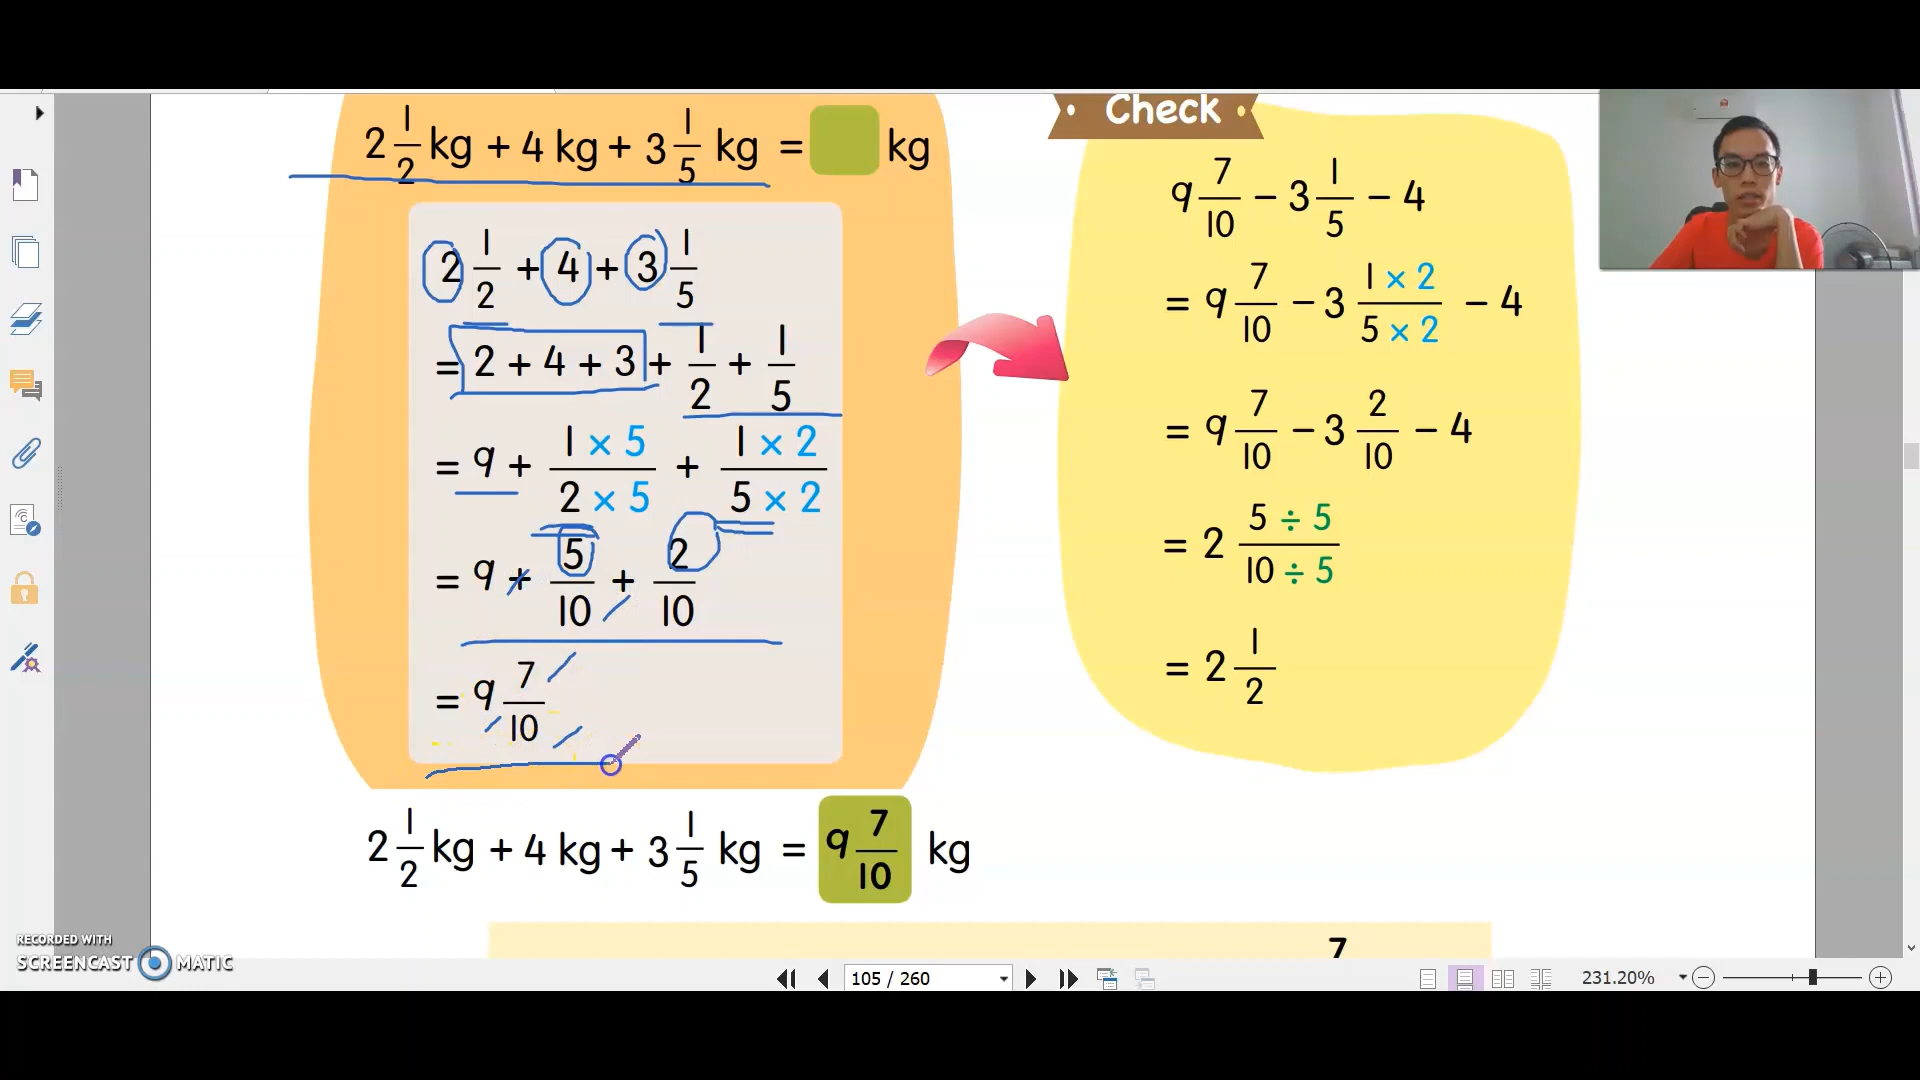 2 1/2 kg + 4 kg + 3 1/5 kg = kg
2 1/2 + 4 + 3 1/5
= 2 + 4 + 3 + 1/2 + 1/5
= 9 + 1 × 5/2 × 5 + 1 × 2/5 × 2
= 9 + 5/10 + 2/10
= 9 7/10
2 1/2 kg + 4 kg + 3 1/5 kg = 9 7/10 kg
Check
9 7/10 − 3 1/5 − 4
= 9 7/10 − 3 1 × 2/5 × 2 − 4
= 9 7/10 − 3 2/10 − 4
= 2 5 ÷ 5/10 ÷ 5
= 2 1/2
7
RECORDED WITH
SCREENCAST MATIC
105 / 260
231.20%